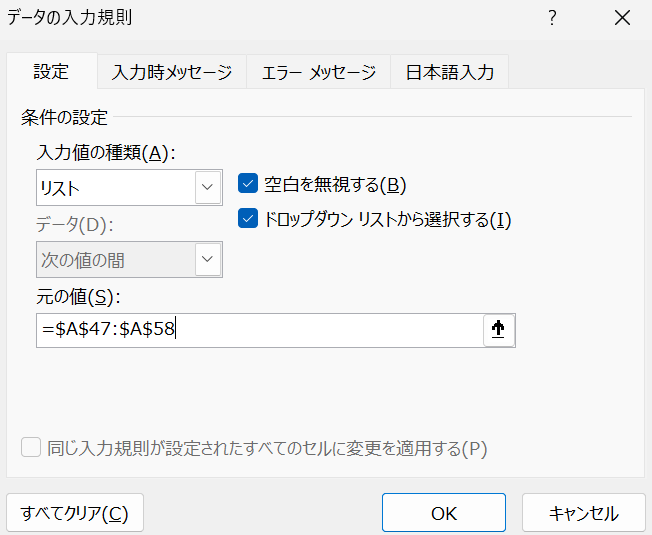 データの入力規則
?
設定
入力時メッセージ
エラー メッセージ
日本語入力
条件の設定
入力値の種類(A):
リスト
空白を無視する(B)
ドロップダウン リストから選択する(I)
データ(D):
次の値の間
元の値(S):
=$A$47:$A$58
同じ入力規則が設定されたすべてのセルに変更を適用する(P)
すべてクリア(C)
OK
キャンセル